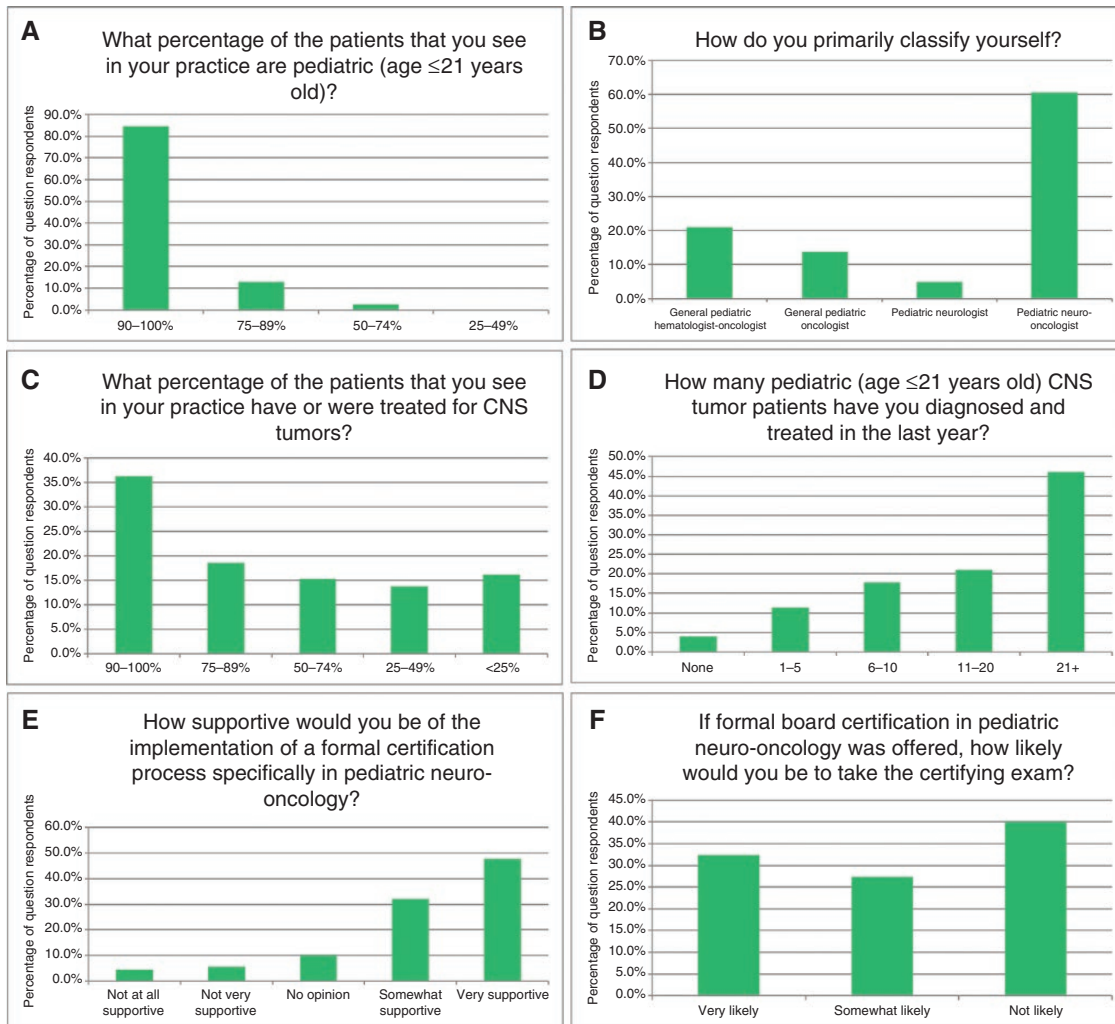 A
What percentage of the patients that you see
in your practice are pediatric (age ≤21 years
old)?
Percentage of question respondents
90.0%
80.0%
70.0%
60.0%
50.0%
40.0%
30.0%
20.0%
10.0%
0.0%
90–100%
75–89%
50–74%
25–49%
B
How do you primarily classify yourself?
Percentage of question respondents
70.0%
60.0%
50.0%
40.0%
30.0%
20.0%
10.0%
0.0%
General pediatric
hematologist-oncologist
General pediatric
oncologist
Pediatric neurologist
Pediatric neuro-
oncologist
C
What percentage of the patients that you see
in your practice have or were treated for CNS
tumors?
Percentage of question respondents
40.0%
35.0%
30.0%
25.0%
20.0%
15.0%
10.0%
5.0%
0.0%
90–100%
75–89%
50–74%
25–49%
<25%
D
How many pediatric (age ≤21 years old) CNS
tumor patients have you diagnosed and
treated in the last year?
Percentage of question respondents
50.0%
45.0%
40.0%
35.0%
30.0%
25.0%
20.0%
15.0%
10.0%
5.0%
0.0%
None
1–5
6–10
11–20
21+
E
How supportive would you be of the
implementation of a formal certification
process specifically in pediatric neuro-
oncology?
Percentage of question respondents
60.0%
50.0%
40.0%
30.0%
20.0%
10.0%
0.0%
Not at all
supportive
Not very
supportive
No opinion
Somewhat
supportive
Very supportive
F
If formal board certification in pediatric
neuro-oncology was offered, how likely
would you be to take the certifying exam?
Percentage of question respondents
45.0%
40.0%
35.0%
30.0%
25.0%
20.0%
15.0%
10.0%
5.0%
0.0%
Very likely
Somewhat likely
Not likely